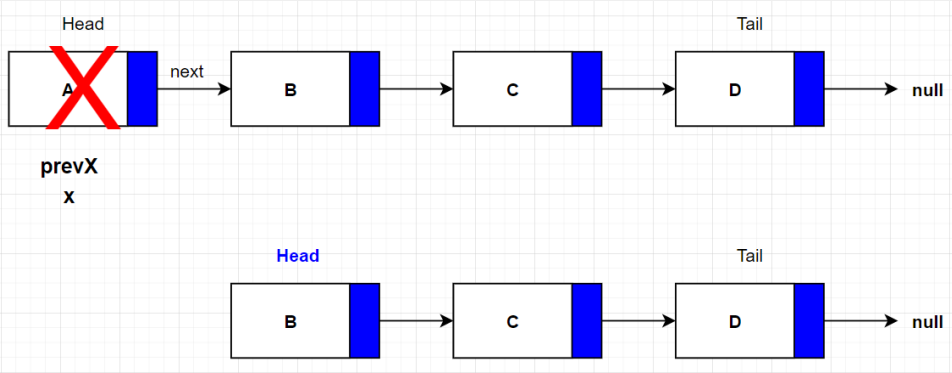 Head Tail
A next B C D null
prevX
x
Head Tail
B C D null